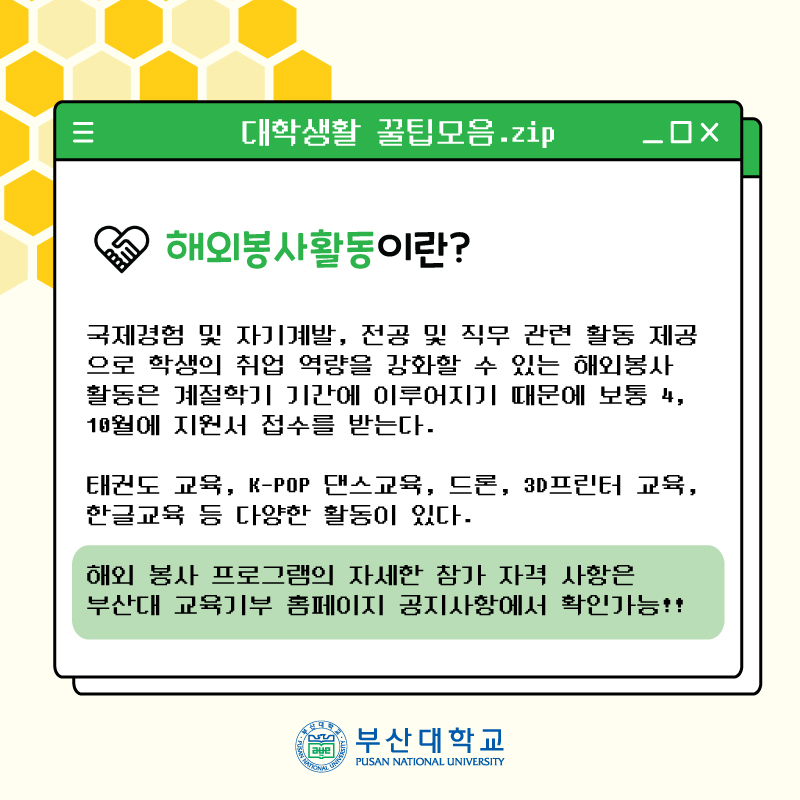 대학생활 꿀팁모음.zip
해외봉사활동이란?
국제경험 및 자기계발, 전공 및 직무 관련 활동 제공
으로 학생의 취업 역량을 강화할 수 있는 해외봉사
활동은 계절학기 기간에 이루어지기 때문에 보통 4,
10월에 지원서 접수를 받는다.
태권도 교육, K-POP 댄스교육, 드론, 3D프린터 교육,
한글교육 등 다양한 활동이 있다.
해외 봉사 프로그램의 자세한 참가 자격 사항은
부산대 교육기부 홈페이지 공지사항에서 확인가능!!
부산대학교
PUSAN NATIONAL UNIVERSITY
부산대학교
PUSAN NATIONAL UNIVERSITY